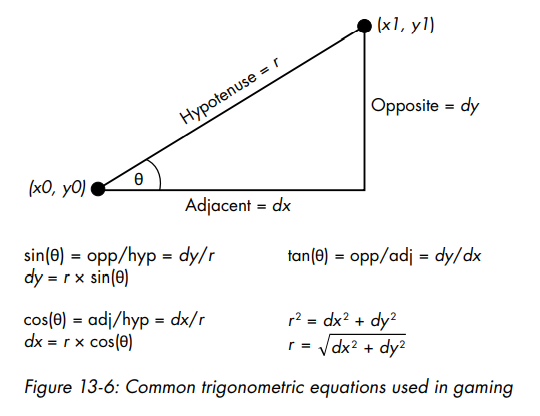 (x1, y1)
Hypotenuse = r
Opposite = dy
(x0, y0)
θ
Adjacent = dx
sin(θ) = opp/hyp = dy/r
dy = r × sin(θ)
tan(θ) = opp/adj = dy/dx
cos(θ) = adj/hyp = dx/r
dx = r × cos(θ)
r² = dx² + dy²
r = √dx² + dy²
Figure 13-6: Common trigonometric equations used in gaming